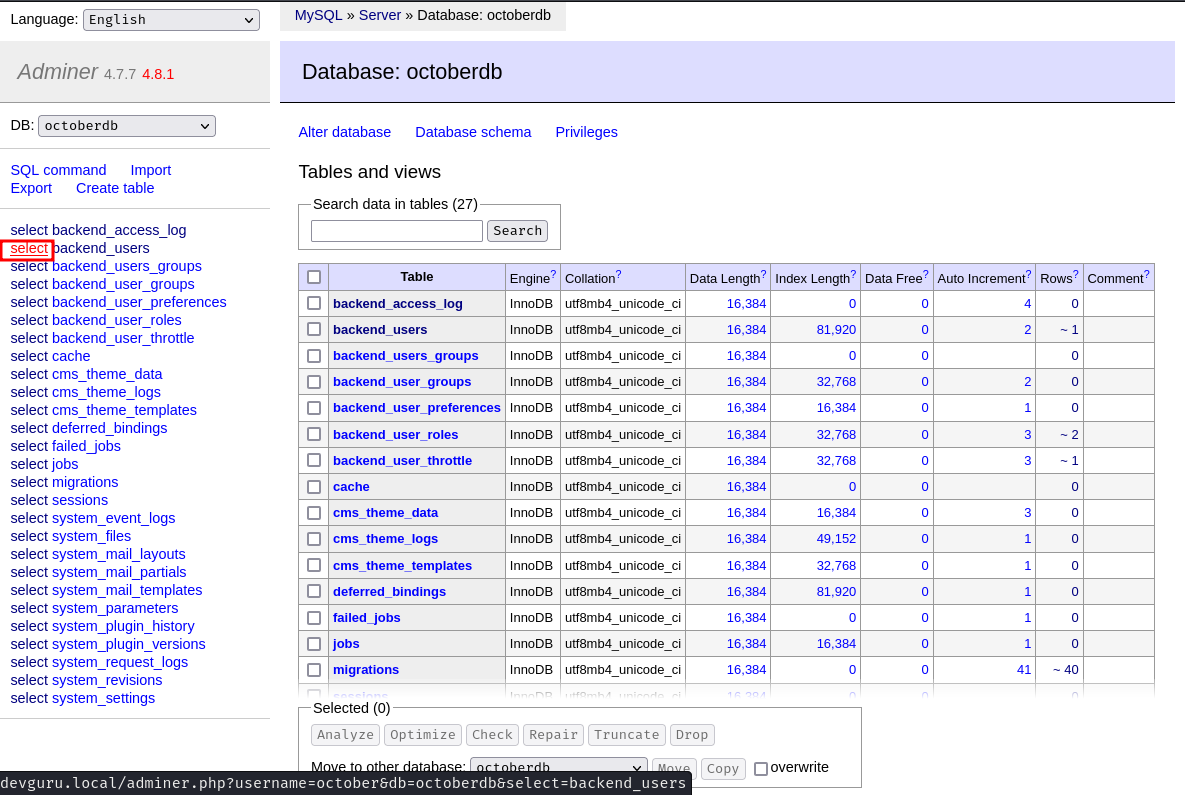 Language: English
MySQL » Server » Database: octoberdb
Adminer 4.7.7 4.8.1
Database: octoberdb
DB: octoberdb
Alter database Database schema Privileges
SQL command Import
Export Create table
Tables and views
Search data in tables (27)
Search
select backend_access_log
select backend_users
select backend_users_groups
select backend_user_groups
select backend_user_preferences
select backend_user_roles
select backend_user_throttle
select cache
select cms_theme_data
select cms_theme_logs
select cms_theme_templates
select deferred_bindings
select failed_jobs
select jobs
select migrations
select sessions
select system_event_logs
select system_files
select system_mail_layouts
select system_mail_partials
select system_mail_templates
select system_parameters
select system_plugin_history
select system_plugin_versions
select system_request_logs
select system_revisions
select system_settings
Table Engine? Collation? Data Length? Index Length? Data Free? Auto Increment? Rows? Comment?
backend_access_log InnoDB utf8mb4_unicode_ci 16,384 0 0 4 0
backend_users InnoDB utf8mb4_unicode_ci 16,384 81,920 0 2 ~ 1
backend_users_groups InnoDB utf8mb4_unicode_ci 16,384 0 0 0
backend_user_groups InnoDB utf8mb4_unicode_ci 16,384 32,768 0 2 0
backend_user_preferences InnoDB utf8mb4_unicode_ci 16,384 16,384 0 1 0
backend_user_roles InnoDB utf8mb4_unicode_ci 16,384 32,768 0 3 ~ 2
backend_user_throttle InnoDB utf8mb4_unicode_ci 16,384 32,768 0 3 ~ 1
cache InnoDB utf8mb4_unicode_ci 16,384 0 0 0
cms_theme_data InnoDB utf8mb4_unicode_ci 16,384 16,384 0 3 0
cms_theme_logs InnoDB utf8mb4_unicode_ci 16,384 49,152 0 1 0
cms_theme_templates InnoDB utf8mb4_unicode_ci 16,384 32,768 0 1 0
deferred_bindings InnoDB utf8mb4_unicode_ci 16,384 81,920 0 1 0
failed_jobs InnoDB utf8mb4_unicode_ci 16,384 0 0 1 0
jobs InnoDB utf8mb4_unicode_ci 16,384 16,384 0 1 0
migrations InnoDB utf8mb4_unicode_ci 16,384 0 0 41 ~ 40
sessions InnoDB utf8mb4_unicode_ci 16,384 0 0 0
Selected (0)
Analyze Optimize Check Repair Truncate Drop
Move to other database: octoberdb Move Copy overwrite
devguru.local/adminer.php?username=october&db=octoberdb&select=backend_users